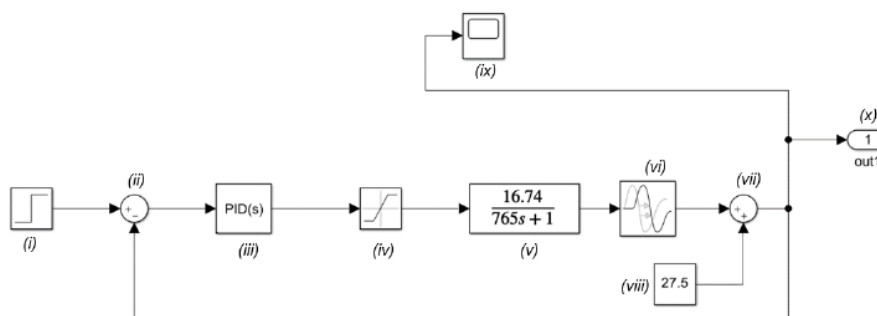 (ix)
(x)
1
out1
(i)
(ii)
+
−
PID(s)
(iii)
(iv)
16.74
765s + 1
(v)
(vi)
(vii)
+
+
(viii)
27.5